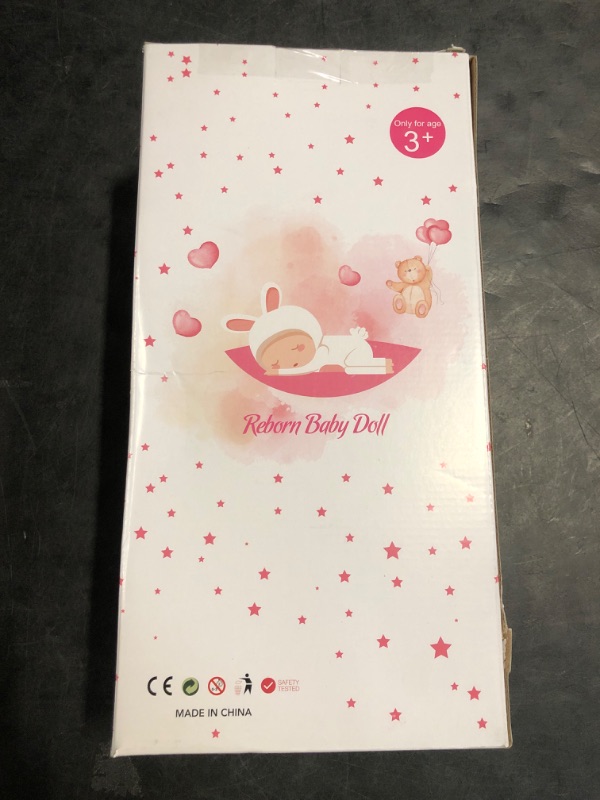 Only for age
3+
Reborn Baby Doll
CE
SAFETY
TESTED
MADE IN CHINA